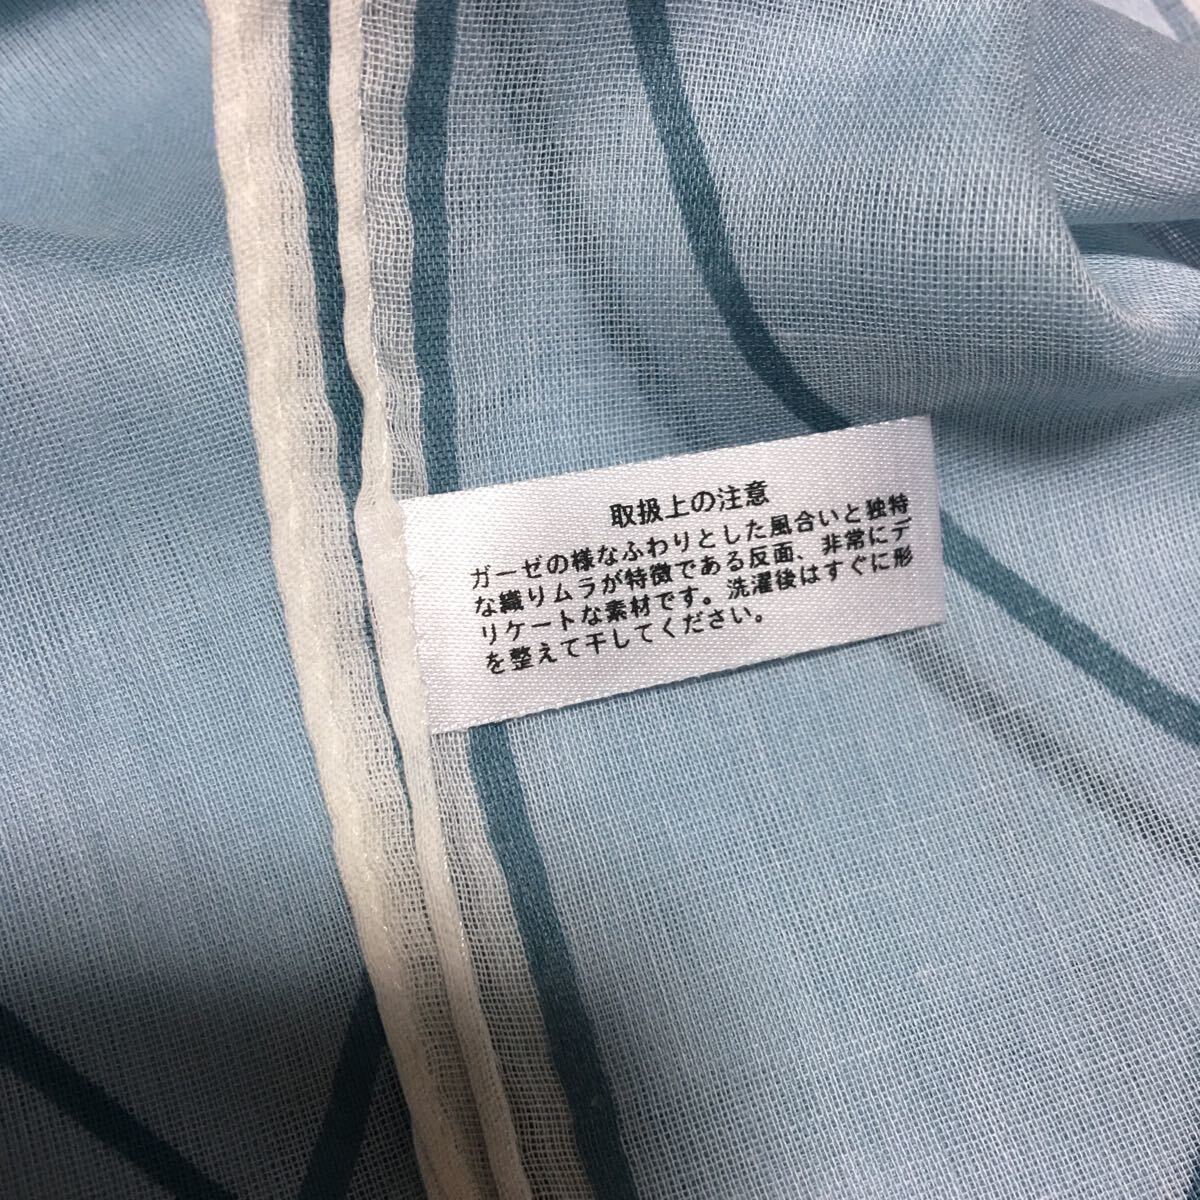 取扱上の注意
ガーゼの様なふわりとした風合いと独特
な織りムラが特徴である反面、非常にデ
リケートな素材です。洗濯後はすぐに形
を整えて干してください。